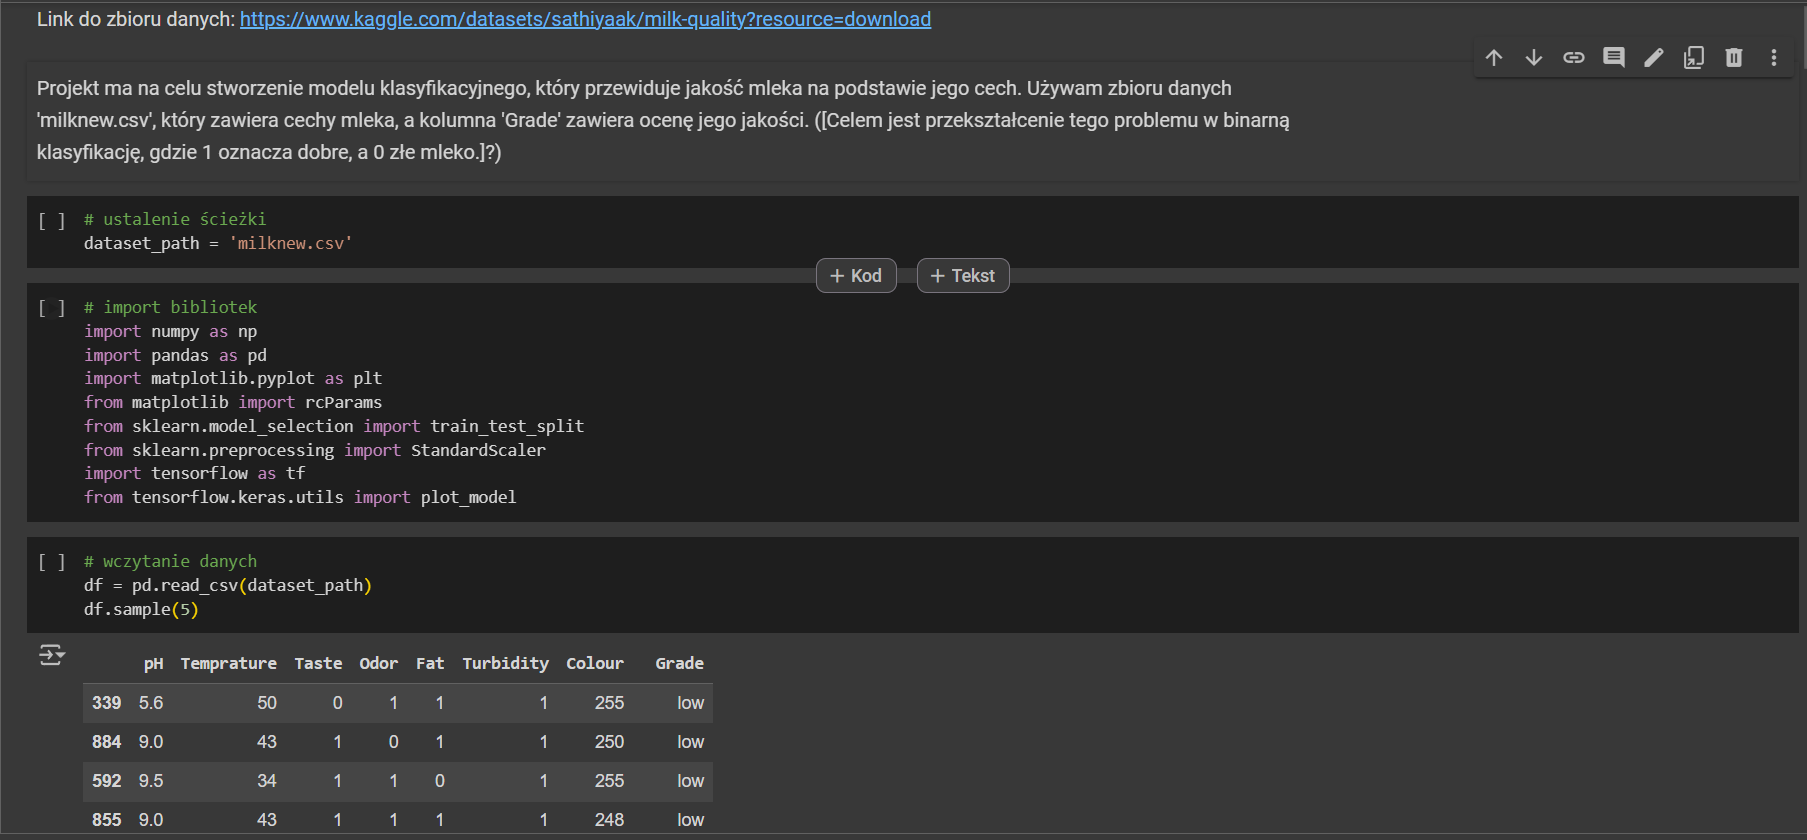 Link do zbioru danych: https://www.kaggle.com/datasets/sathiyaak/milk-quality?resource=download
Projekt ma na celu stworzenie modelu klasyfikacyjnego, który przewiduje jakość mleka na podstawie jego cech. Używam zbioru danych
'milknew.csv', który zawiera cechy mleka, a kolumna 'Grade' zawiera ocenę jego jakości. ([Celem jest przekształcenie tego problemu w binarną
klasyfikację, gdzie 1 oznacza dobre, a 0 złe mleko.]?)
[ ] # ustalenie ścieżki
dataset_path = 'milknew.csv'
+ Kod + Tekst
[ ] # import bibliotek
import numpy as np
import pandas as pd
import matplotlib.pyplot as plt
from matplotlib import rcParams
from sklearn.model_selection import train_test_split
from sklearn.preprocessing import StandardScaler
import tensorflow as tf
from tensorflow.keras.utils import plot_model
[ ] # wczytanie danych
df = pd.read_csv(dataset_path)
df.sample(5)
pH Temprature Taste Odor Fat Turbidity Colour Grade
339 5.6 50 0 1 1 1 255 low
884 9.0 43 1 0 1 1 250 low
592 9.5 34 1 1 0 1 255 low
855 9.0 43 1 1 1 1 248 low